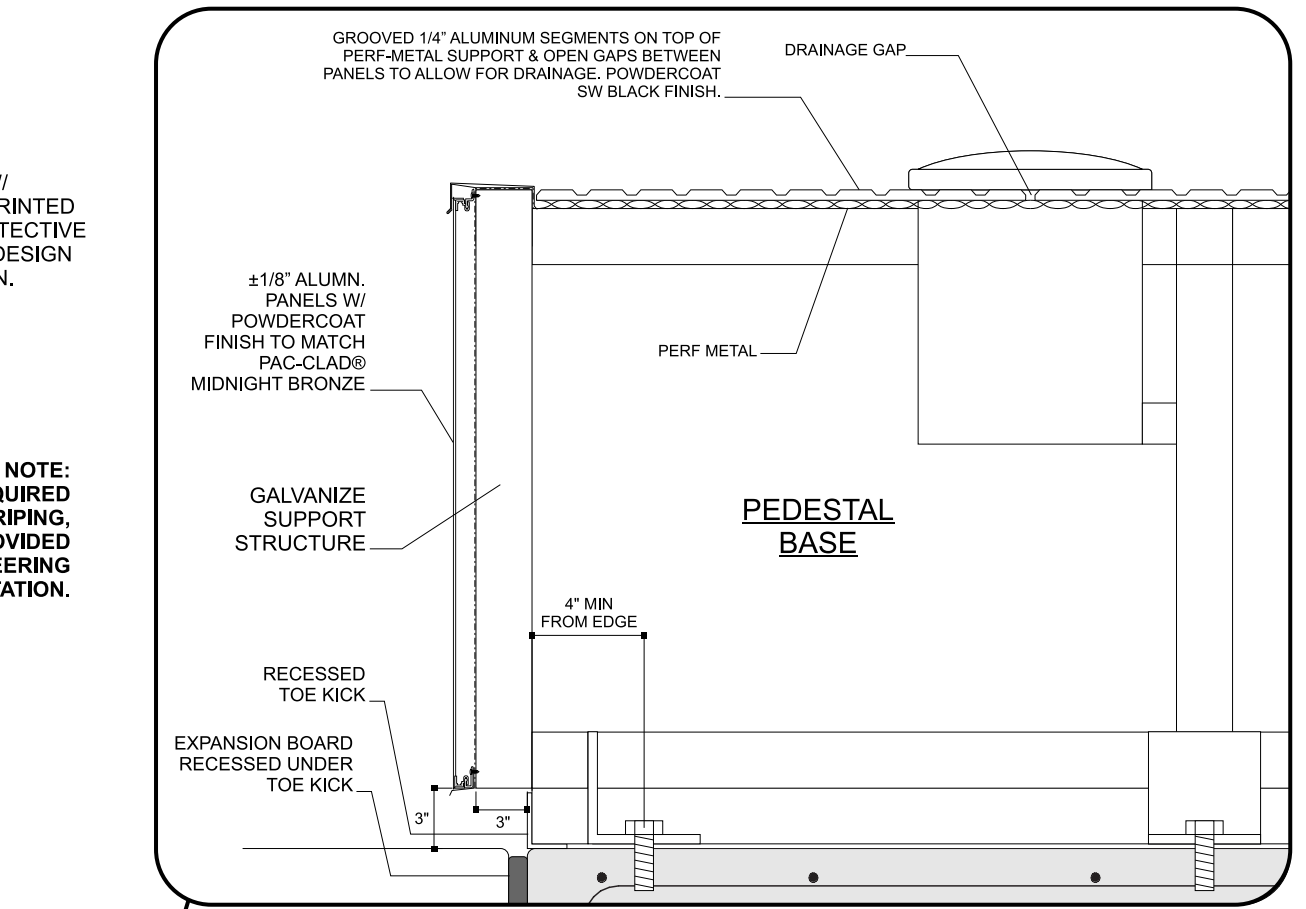 GROOVED 1/4" ALUMINUM SEGMENTS ON TOP OF
PERF-METAL SUPPORT & OPEN GAPS BETWEEN
PANELS TO ALLOW FOR DRAINAGE. POWDERCOAT
SW BLACK FINISH.
DRAINAGE GAP
W/
RINTED
TECTIVE
DESIGN
N.
±1/8" ALUMN.
PANELS W/
POWDERCOAT
FINISH TO MATCH
PAC-CLAD®
MIDNIGHT BRONZE
PERF METAL
NOTE:
QUIRED
RIPING,
OVIDED
EERING
TATION.
GALVANIZE
SUPPORT
STRUCTURE
PEDESTAL
BASE
4" MIN
FROM EDGE
RECESSED
TOE KICK
EXPANSION BOARD
RECESSED UNDER
TOE KICK
3"
3"